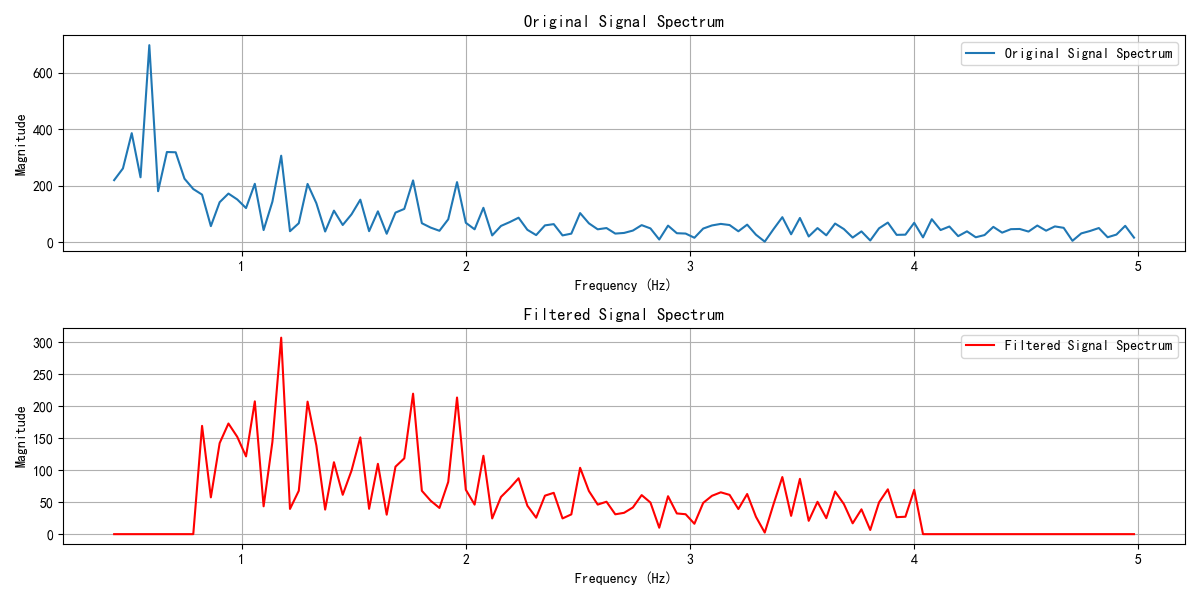 Original Signal Spectrum
Original Signal Spectrum
Magnitude
600
400
200
0
1
2
3
4
5
Frequency (Hz)
Filtered Signal Spectrum
Filtered Signal Spectrum
Magnitude
300
250
200
150
100
50
0
1
2
3
4
5
Frequency (Hz)